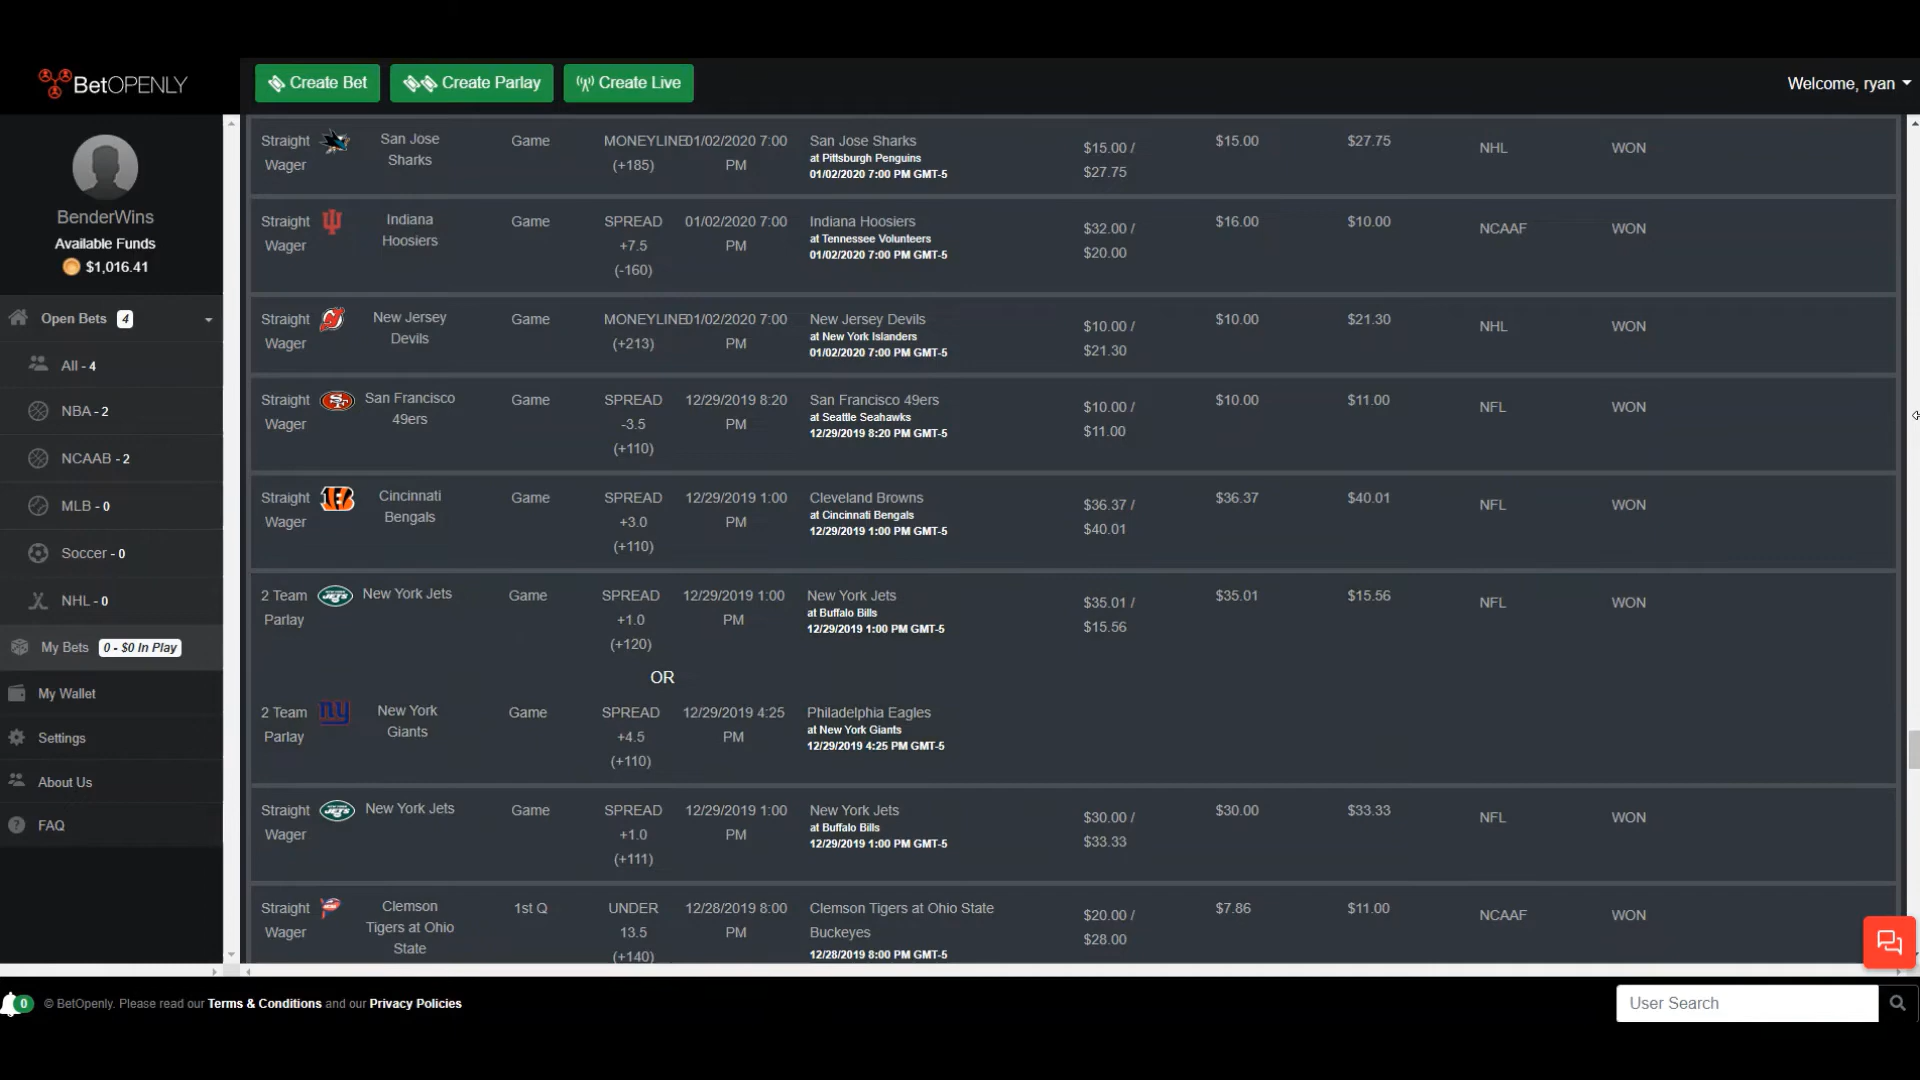 BetOPENLY
Create Bet
Create Parlay
Create Live
Welcome, ryan
BenderWins
Available Funds
$1,016.41
Open Bets 4
All - 4
NBA - 2
NCAAB - 2
MLB - 0
Soccer - 0
NHL - 0
My Bets 0 - $0 In Play
My Wallet
Settings
About Us
FAQ
Straight Wager San Jose Sharks Game MONEYLINE (+185) 01/02/2020 7:00 PM San Jose Sharks at Pittsburgh Penguins 01/02/2020 7:00 PM GMT-5 $15.00 / $27.75 $15.00 $27.75 NHL WON
Straight Wager Indiana Hoosiers Game SPREAD +7.5 (-160) 01/02/2020 7:00 PM Indiana Hoosiers at Tennessee Volunteers 01/02/2020 7:00 PM GMT-5 $32.00 / $20.00 $16.00 $10.00 NCAAF WON
Straight Wager New Jersey Devils Game MONEYLINE (+213) 01/02/2020 7:00 PM New Jersey Devils at New York Islanders 01/02/2020 7:00 PM GMT-5 $10.00 / $21.30 $10.00 $21.30 NHL WON
Straight Wager San Francisco 49ers Game SPREAD -3.5 (+110) 12/29/2019 8:20 PM San Francisco 49ers at Seattle Seahawks 12/29/2019 8:20 PM GMT-5 $10.00 / $11.00 $10.00 $11.00 NFL WON
Straight Wager Cincinnati Bengals Game SPREAD +3.0 (+110) 12/29/2019 1:00 PM Cleveland Browns at Cincinnati Bengals 12/29/2019 1:00 PM GMT-5 $36.37 / $40.01 $36.37 $40.01 NFL WON
2 Team Parlay JETS New York Jets Game SPREAD +1.0 (+120) 12/29/2019 1:00 PM New York Jets at Buffalo Bills 12/29/2019 1:00 PM GMT-5 $35.01 / $15.56 $35.01 $15.56 NFL WON
OR
2 Team Parlay ny New York Giants Game SPREAD +4.5 (+110) 12/29/2019 4:25 PM Philadelphia Eagles at New York Giants 12/29/2019 4:25 PM GMT-5
Straight Wager JETS New York Jets Game SPREAD +1.0 (+111) 12/29/2019 1:00 PM New York Jets at Buffalo Bills 12/29/2019 1:00 PM GMT-5 $30.00 / $33.33 $30.00 $33.33 NFL WON
Straight Wager Clemson Tigers at Ohio State 1st Q UNDER 13.5 (+140) 12/28/2019 8:00 PM Clemson Tigers at Ohio State Buckeyes 12/28/2019 8:00 PM GMT-5 $20.00 / $28.00 $7.86 $11.00 NCAAF WON
0
© BetOpenly. Please read our Terms & Conditions and our Privacy Policies
User Search